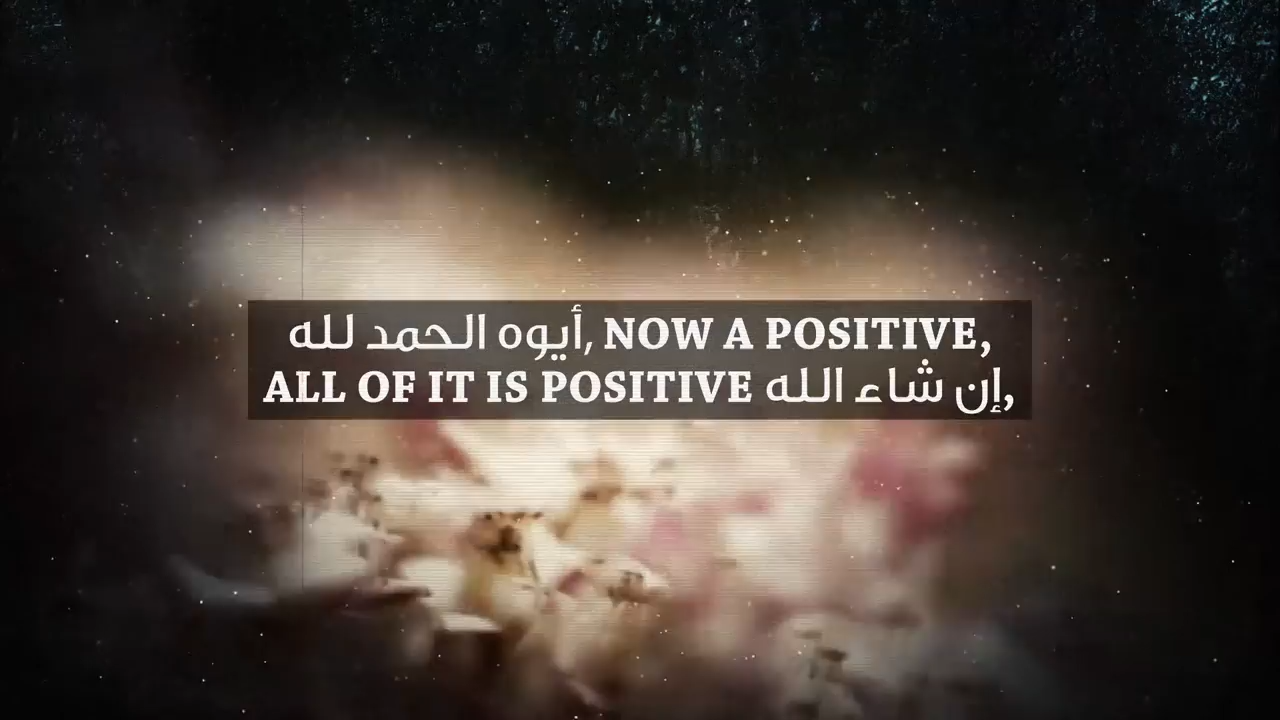 أيوه الحمد لله, NOW A POSITIVE,
ALL OF IT IS POSITIVE إن شاء الله,